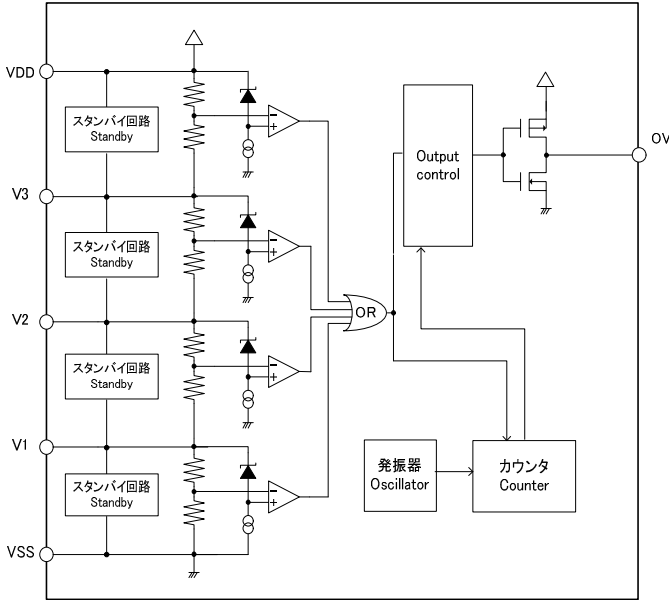 VDD
スタンバイ回路
Standby
V3
スタンバイ回路
Standby
V2
スタンバイ回路
Standby
V1
スタンバイ回路
Standby
VSS
OR
Output
control
発振器
Oscillator
カウンタ
Counter
OV